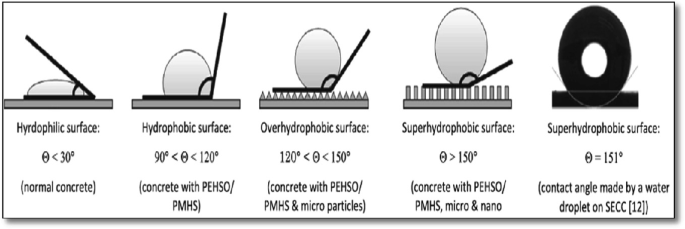 Hyrdophilic surface:
Θ < 30°
(normal concrete)
Hydrophobic surface:
90° < Θ < 120°
(concrete with PEHSO/
PMHS)
Overhydrophobic surface:
120° < Θ < 150°
(concrete with PEHSO/
PMHS & micro particles)
Superhydrophobic surface:
Θ > 150°
(concrete with PEHSO/
PMHS, micro & nano
Superhydrophobic surface:
Θ = 151°
(contact angle made by a water
droplet on SECC [12])